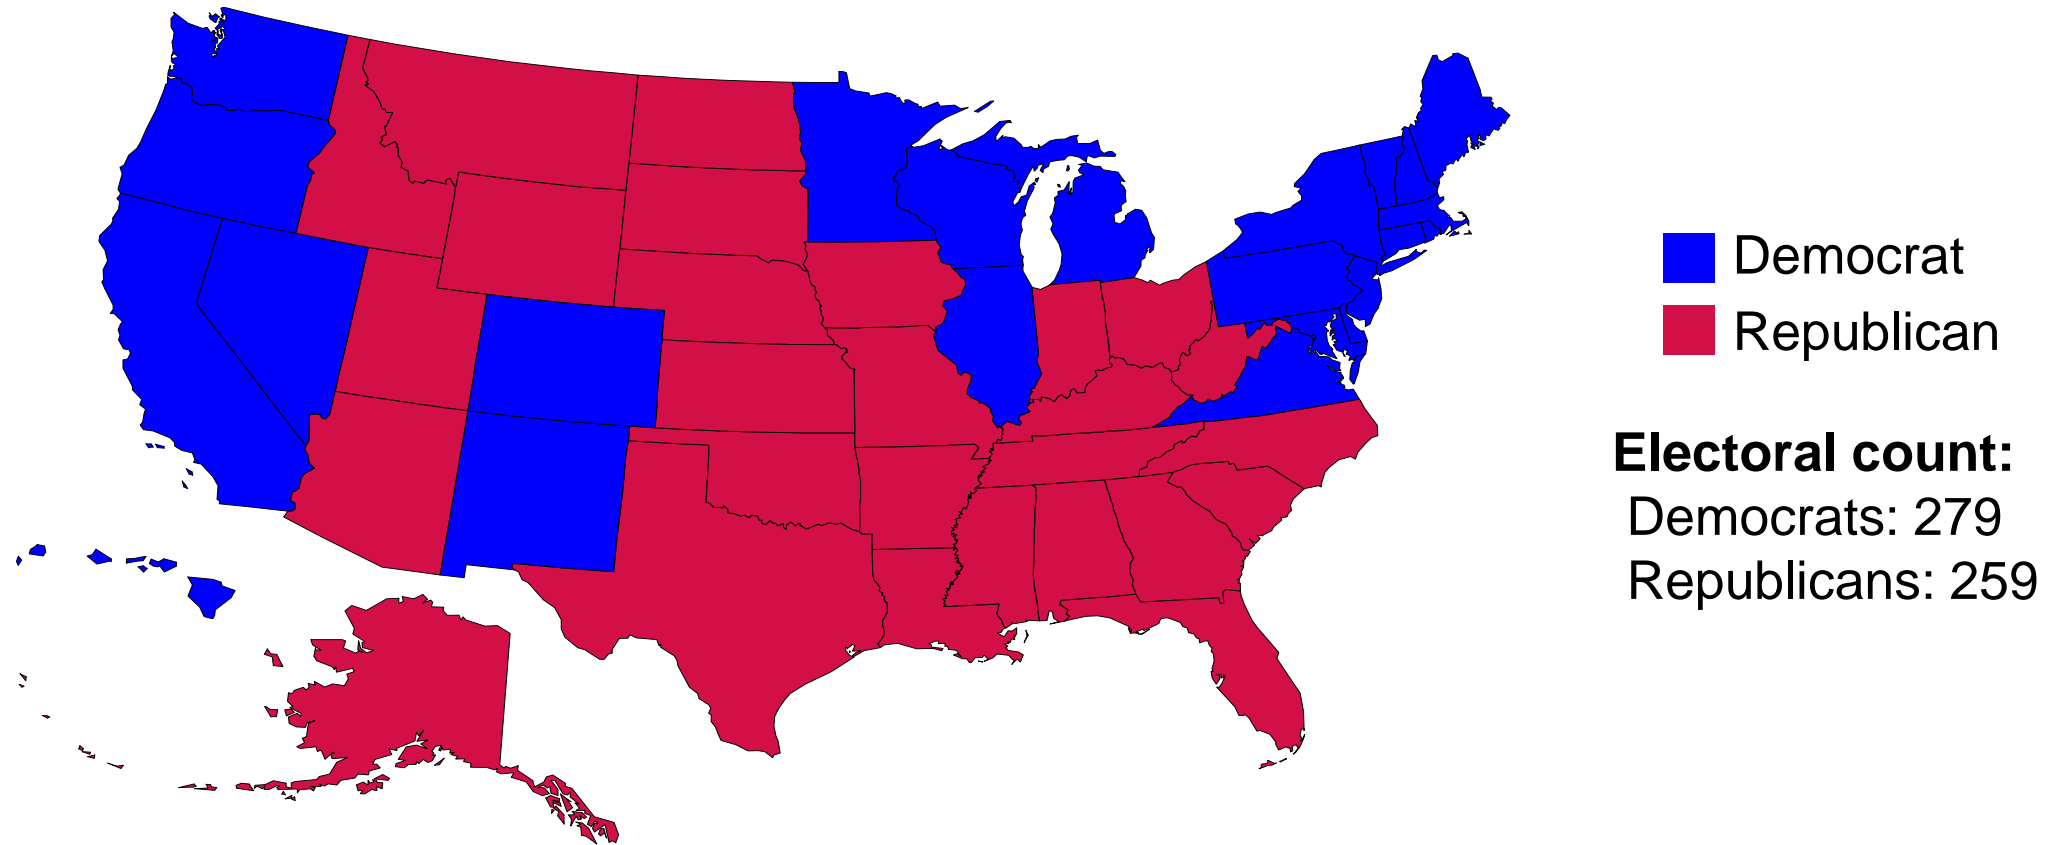 Democrat
Republican
Electoral count:
Democrats: 279
Republicans: 259